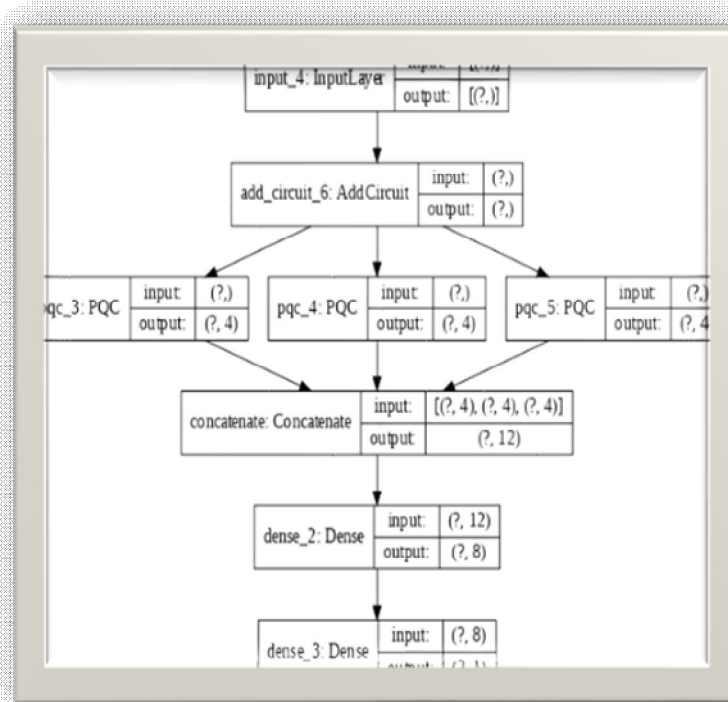 input_4: InputLayer
output: [(?,)]
add_circuit_6: AddCircuit
input: (?,)
output: (?,)
qc_3: PQC
input: (?,)
output: (?, 4)
pqc_4: PQC
input: (?,)
output: (?, 4)
pqc_5: PQC
input: (?,)
output: (?, 4
concatenate: Concatenate
input: [(?, 4), (?, 4), (?, 4)]
output: (?, 12)
dense_2: Dense
input: (?, 12)
output: (?, 8)
dense_3: Dense
input: (?, 8)